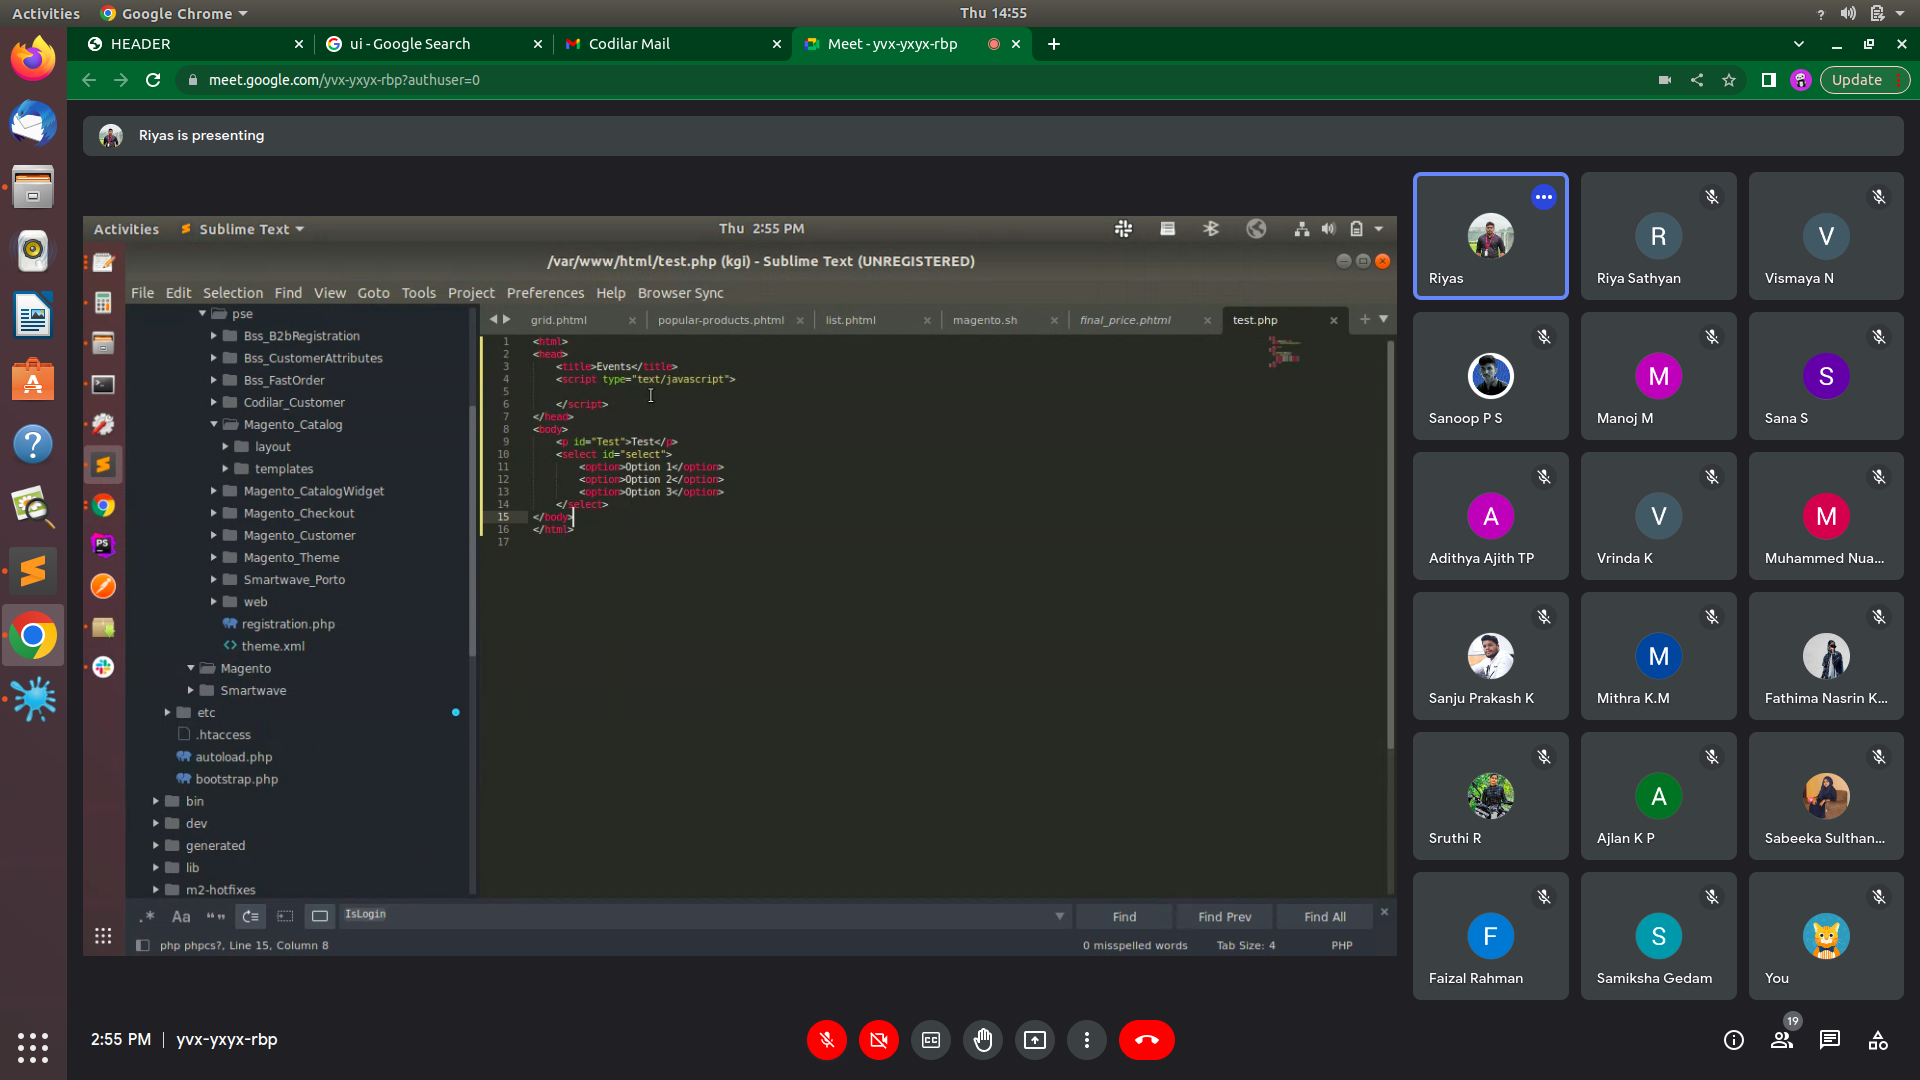 Activities
Google Chrome
Thu 14:55
HEADER
ui - Google Search
Codilar Mail
Meet - yvx-yxyx-rbp
meet.google.com/yvx-yxyx-rbp?authuser=0
Update
Riyas is presenting
Activities
Sublime Text
Thu 2:55 PM
/var/www/html/test.php (kgi) - Sublime Text (UNREGISTERED)
File Edit Selection Find View Goto Tools Project Preferences Help Browser Sync
pse
Bss_B2bRegistration
Bss_CustomerAttributes
Bss_FastOrder
Codilar_Customer
Magento_Catalog
layout
templates
Magento_CatalogWidget
Magento_Checkout
Magento_Customer
Magento_Theme
Smartwave_Porto
web
registration.php
theme.xml
Magento
Smartwave
etc
.htaccess
autoload.php
bootstrap.php
bin
dev
generated
lib
m2-hotfixes
grid.phtml
popular-products.phtml
list.phtml
magento.sh
final_price.phtml
test.php
1 <html>
2 <head>
3 <title>Events</title>
4 <script type="text/javascript">
5
6 </script>
7 </head>
8 <body>
9 <p id="Test">Test</p>
10 <select id="select">
11 <option>Option 1</option>
12 <option>Option 2</option>
13 <option>Option 3</option>
14 </select>
15 </body>
16 </html>
17
.* Aa “ ”
IsLogin
Find
Find Prev
Find All
php phpcs?, Line 15, Column 8
0 misspelled words
Tab Size: 4
PHP
Riyas
R
Riya Sathyan
V
Vismaya N
Sanoop P S
M
Manoj M
S
Sana S
A
Adithya Ajith TP
V
Vrinda K
M
Muhammed Nua...
Sanju Prakash K
M
Mithra K.M
Fathima Nasrin K...
Sruthi R
A
Ajlan K P
Sabeeka Sulthan...
F
Faizal Rahman
S
Samiksha Gedam
You
2:55 PM | yvx-yxyx-rbp
19